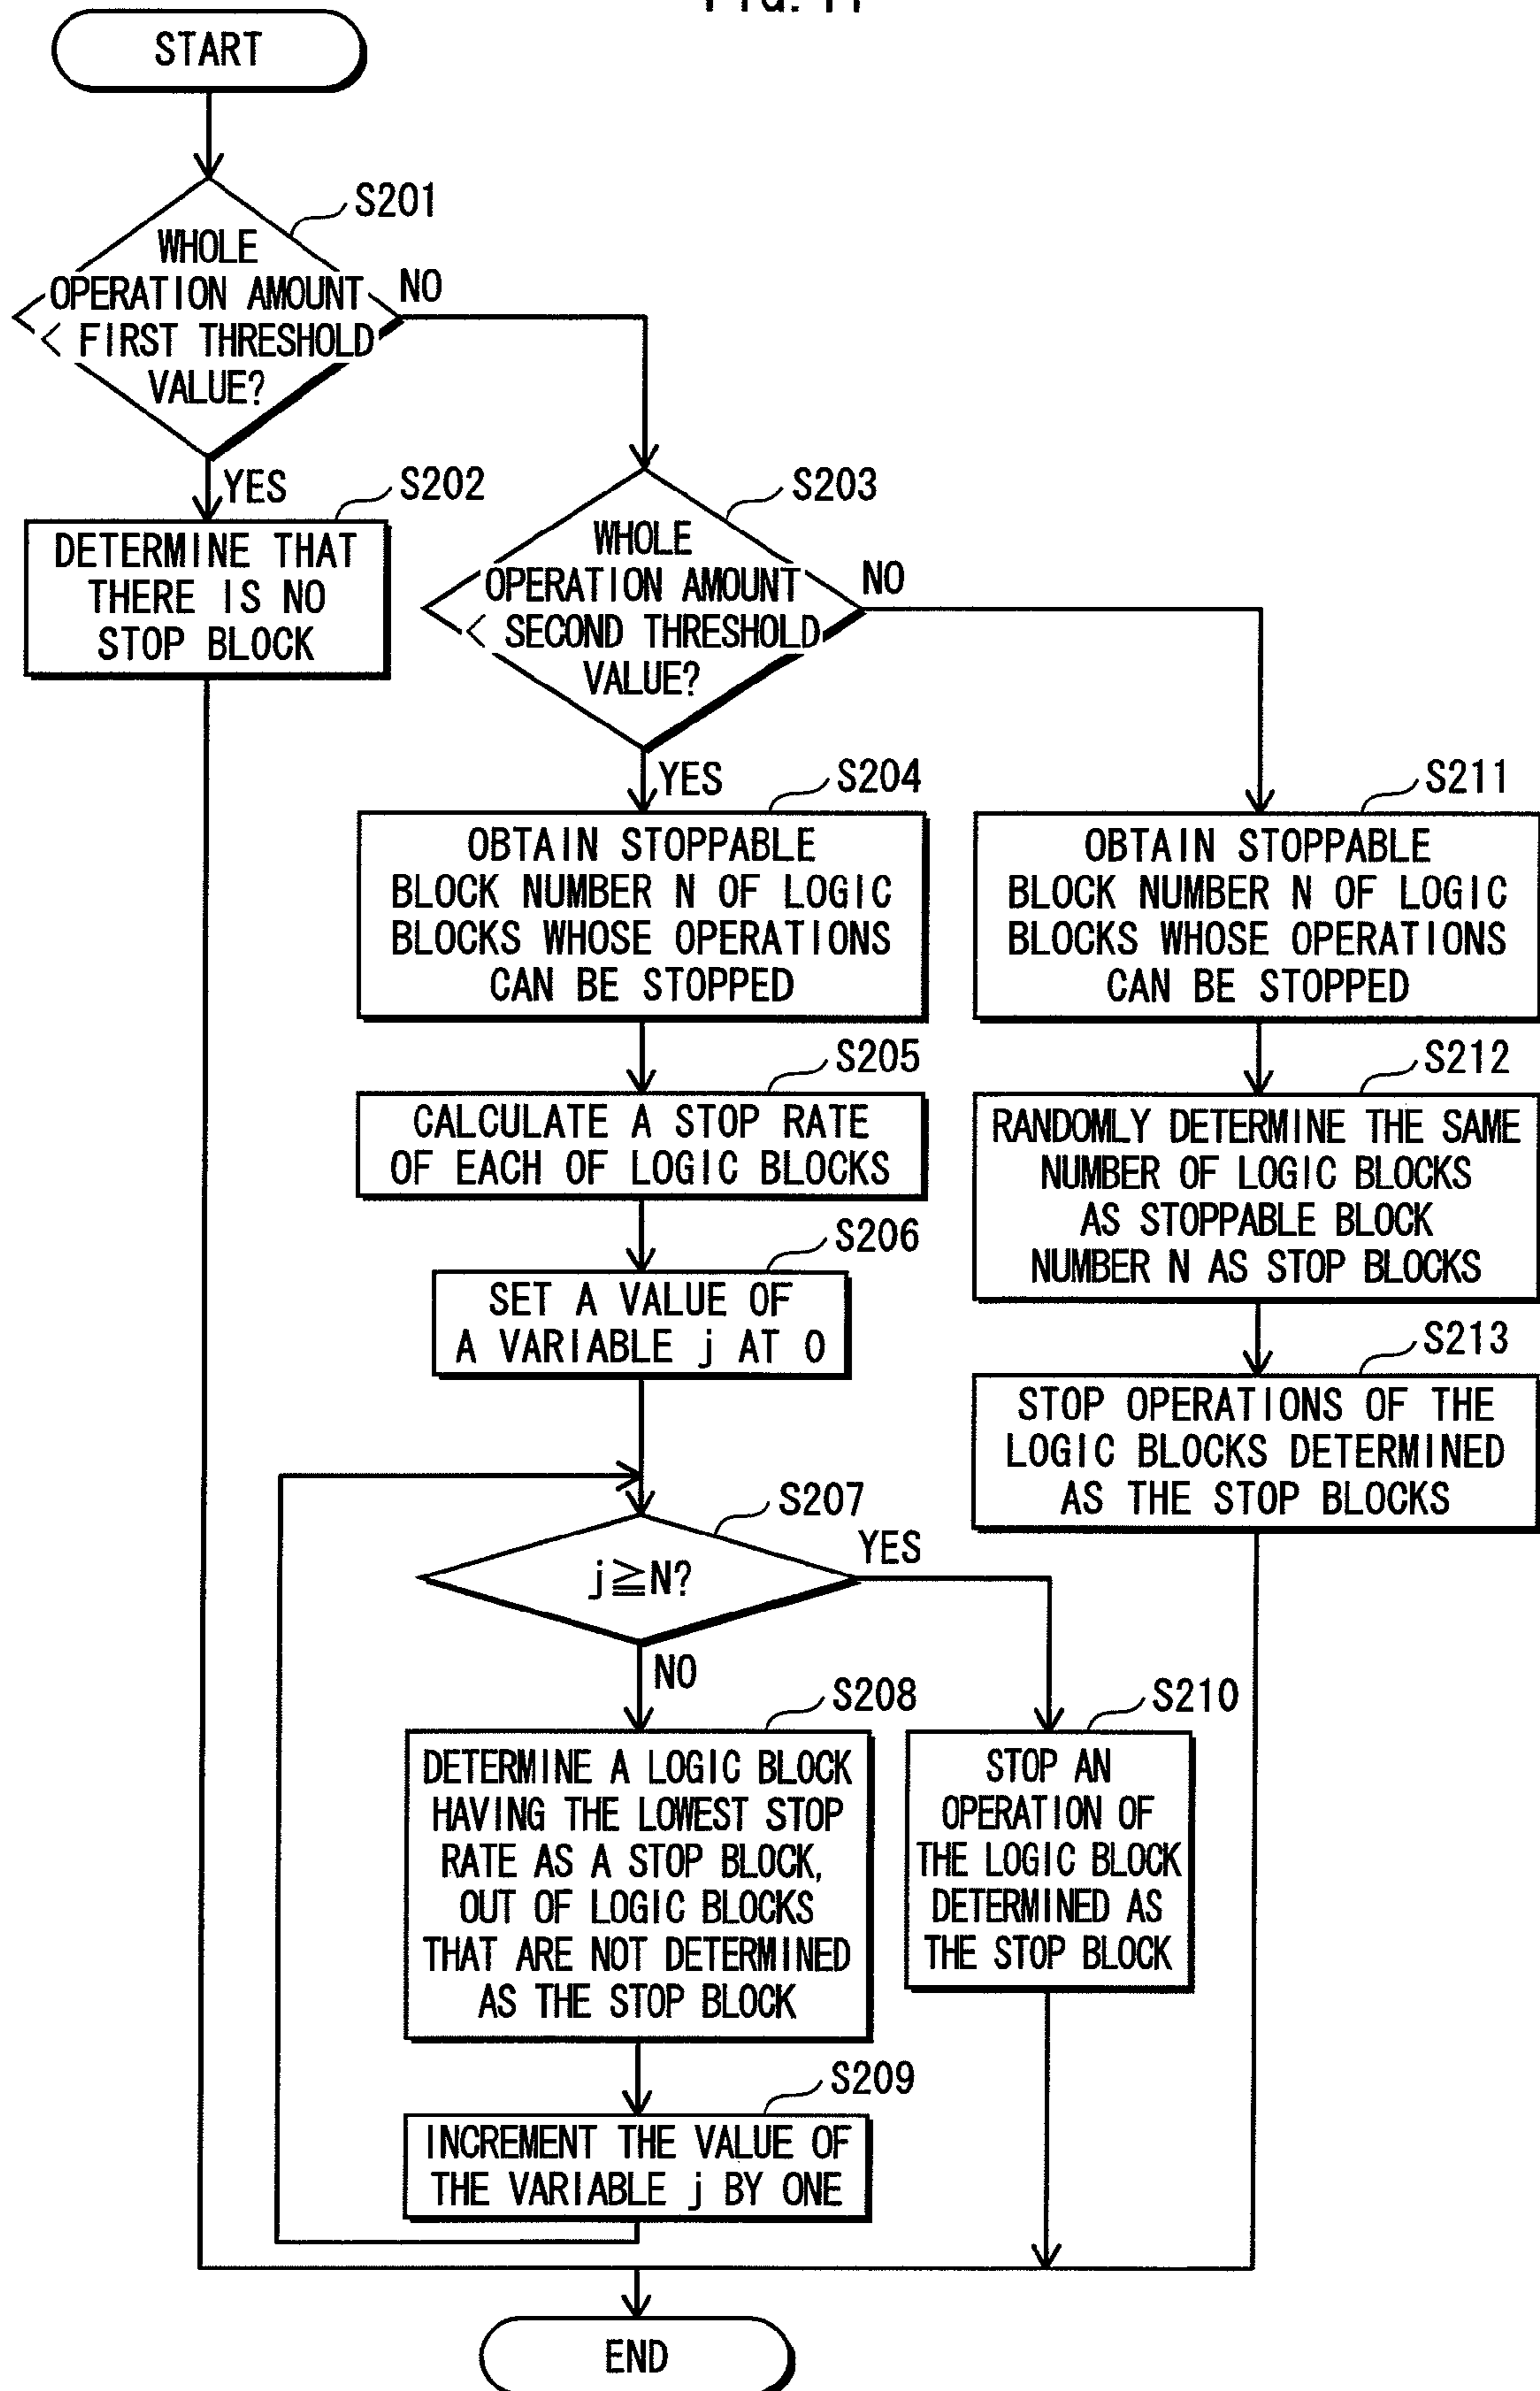 START
S201
WHOLE
OPERATION AMOUNT
< FIRST THRESHOLD
VALUE?
NO
YES
S202
DETERMINE THAT
THERE IS NO
STOP BLOCK
S203
WHOLE
OPERATION AMOUNT
< SECOND THRESHOLD
VALUE?
NO
YES
S204
OBTAIN STOPPABLE
BLOCK NUMBER N OF LOGIC
BLOCKS WHOSE OPERATIONS
CAN BE STOPPED
S205
CALCULATE A STOP RATE
OF EACH OF LOGIC BLOCKS
S206
SET A VALUE OF
A VARIABLE j AT 0
S207
j≧N?
YES
NO
S208
DETERMINE A LOGIC BLOCK
HAVING THE LOWEST STOP
RATE AS A STOP BLOCK,
OUT OF LOGIC BLOCKS
THAT ARE NOT DETERMINED
AS THE STOP BLOCK
S209
INCREMENT THE VALUE OF
THE VARIABLE j BY ONE
S210
STOP AN
OPERATION OF
THE LOGIC BLOCK
DETERMINED AS
THE STOP BLOCK
S211
OBTAIN STOPPABLE
BLOCK NUMBER N OF LOGIC
BLOCKS WHOSE OPERATIONS
CAN BE STOPPED
S212
RANDOMLY DETERMINE THE SAME
NUMBER OF LOGIC BLOCKS
AS STOPPABLE BLOCK
NUMBER N AS STOP BLOCKS
S213
STOP OPERATIONS OF THE
LOGIC BLOCKS DETERMINED
AS THE STOP BLOCKS
END